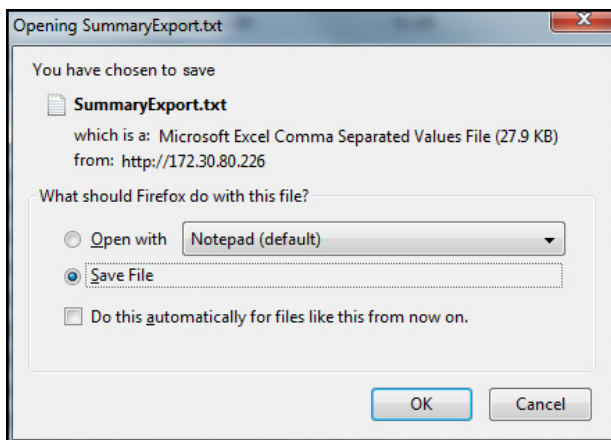 Opening SummaryExport.txt
You have chosen to save
SummaryExport.txt
which is a: Microsoft Excel Comma Separated Values File (27.9 KB)
from: http://172.30.80.226
What should Firefox do with this file?
Open with Notepad (default)
Save File
Do this automatically for files like this from now on.
OK Cancel